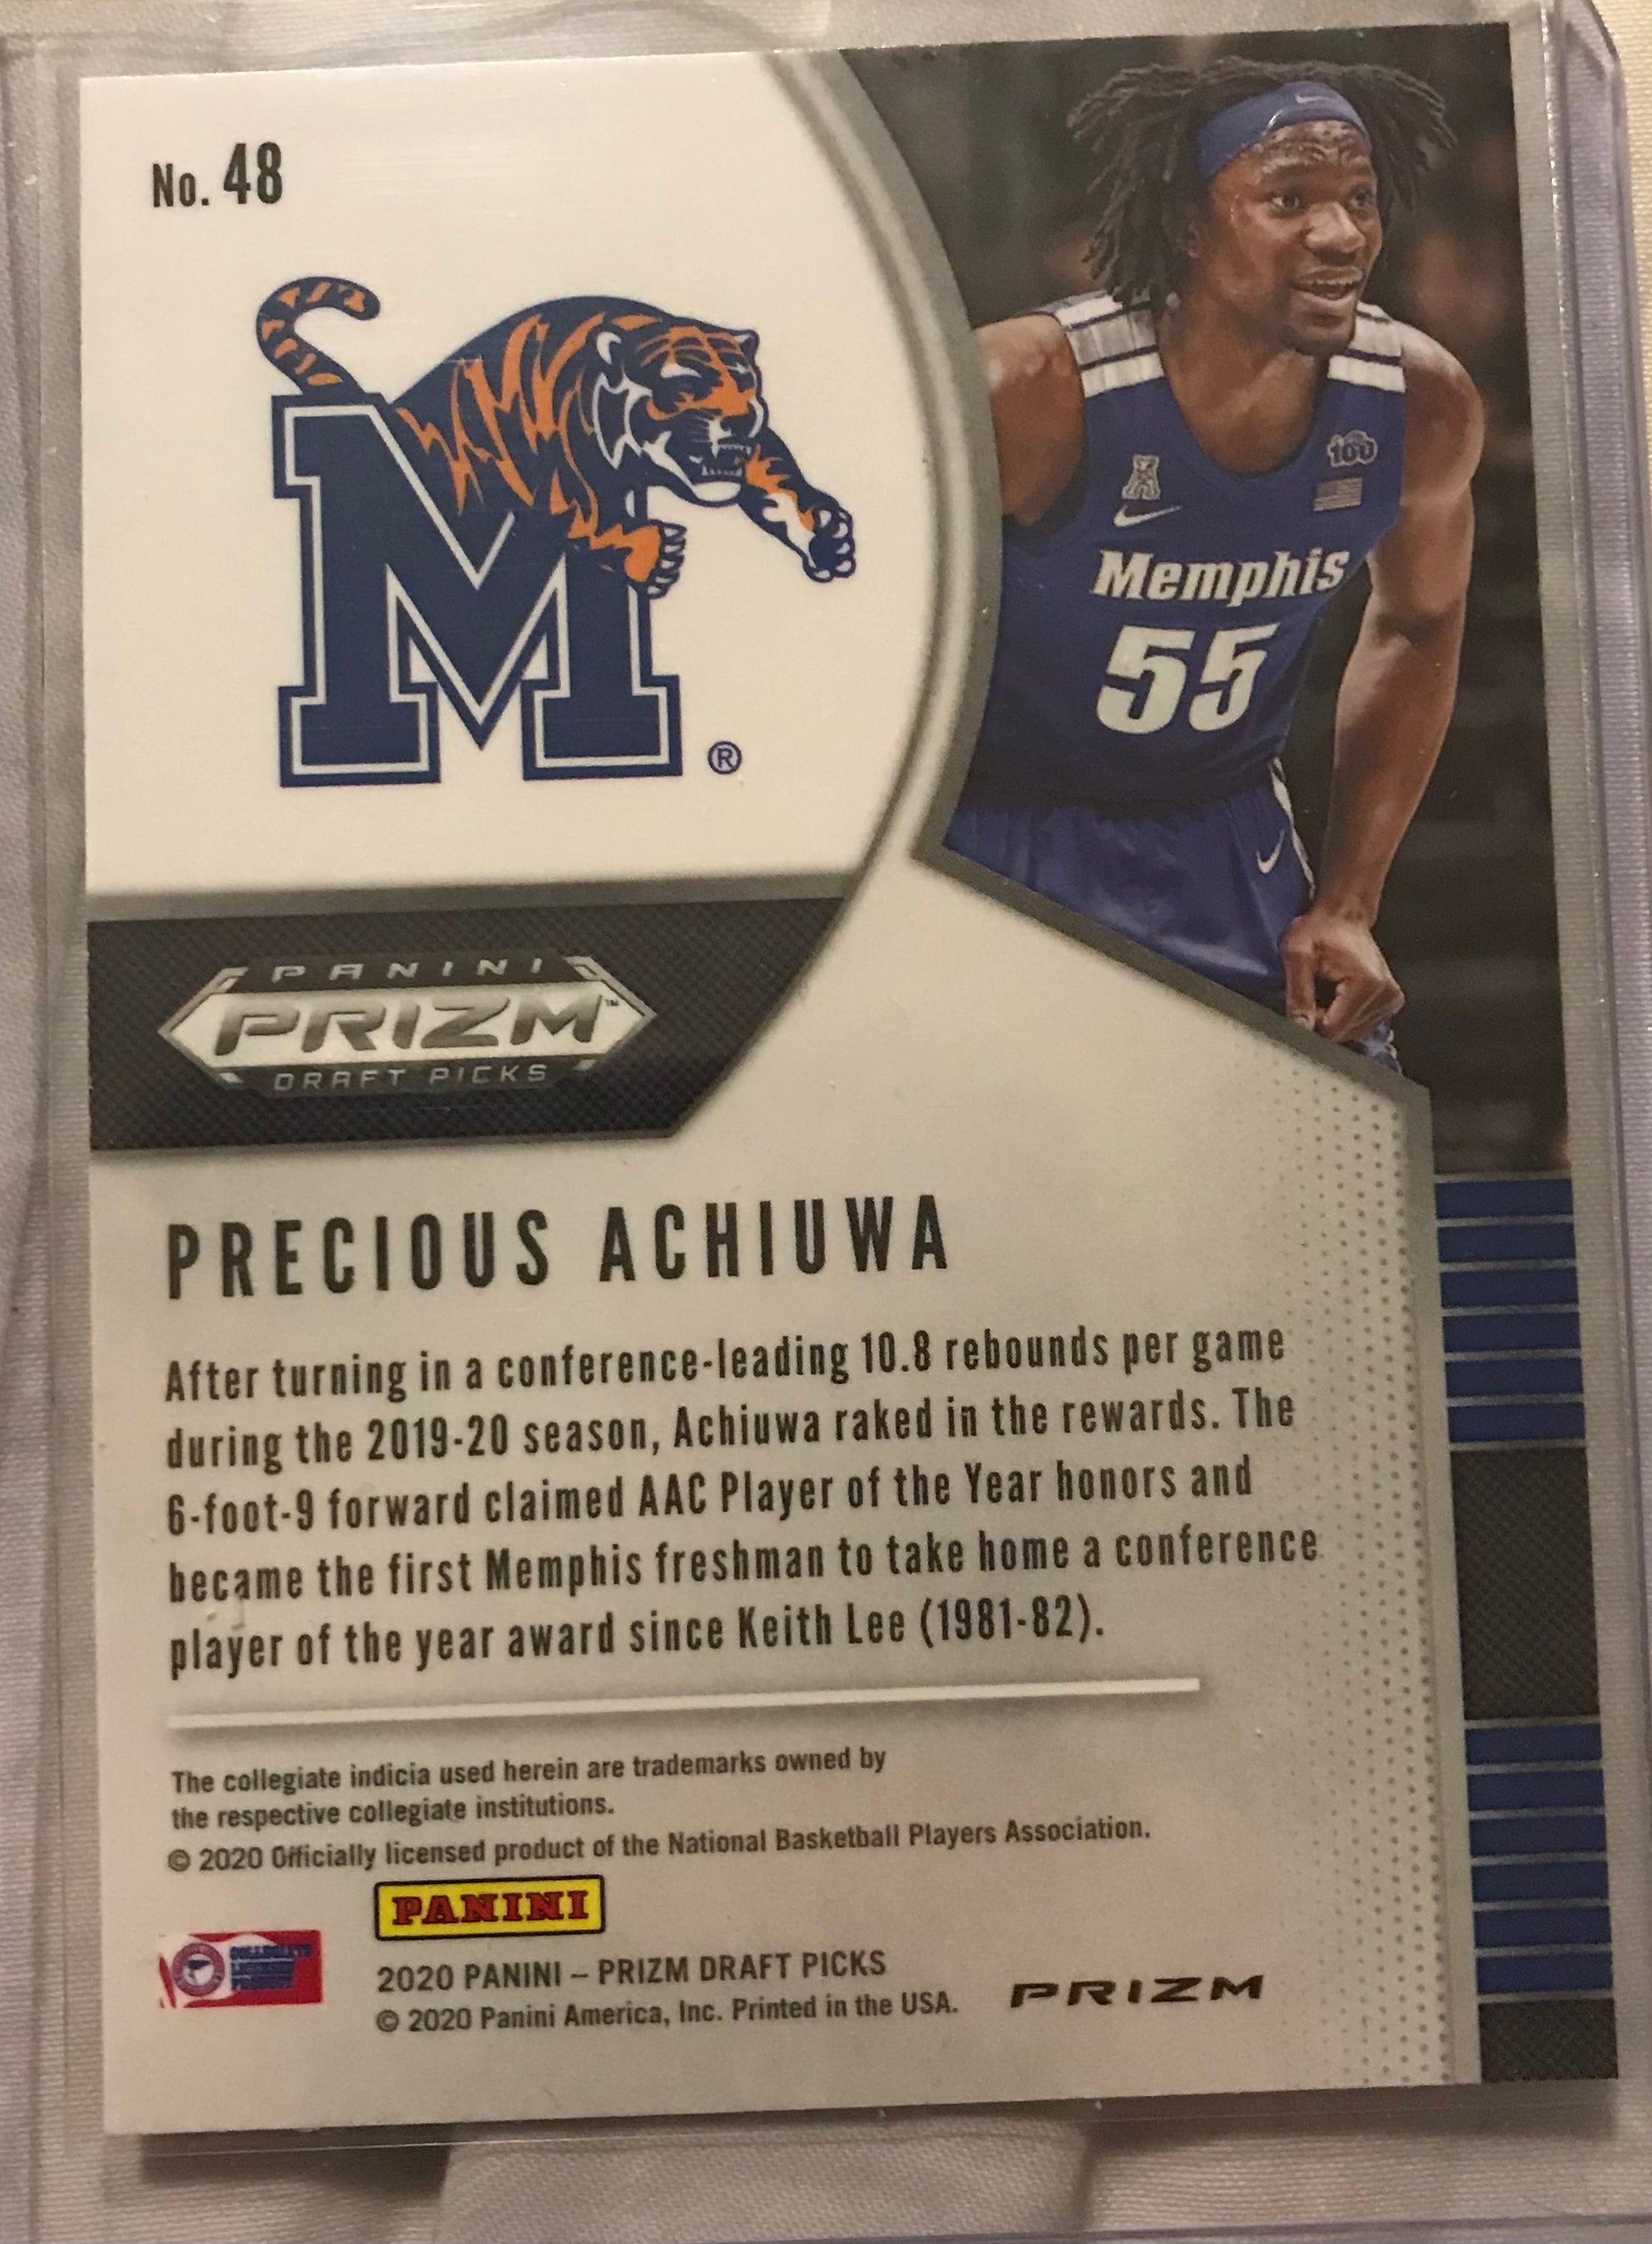 No. 48
M
®
100
Memphis
55
PANINI
PRIZM™
DRAFT PICKS
PRECIOUS ACHIUWA
After turning in a conference-leading 10.8 rebounds per game
during the 2019-20 season, Achiuwa raked in the rewards. The
6-foot-9 forward claimed AAC Player of the Year honors and
became the first Memphis freshman to take home a conference
player of the year award since Keith Lee (1981-82).
The collegiate indicia used herein are trademarks owned by
the respective collegiate institutions.
© 2020 Officially licensed product of the National Basketball Players Association.
PANINI
2020 PANINI – PRIZM DRAFT PICKS
© 2020 Panini America, Inc. Printed in the USA.
PRIZM